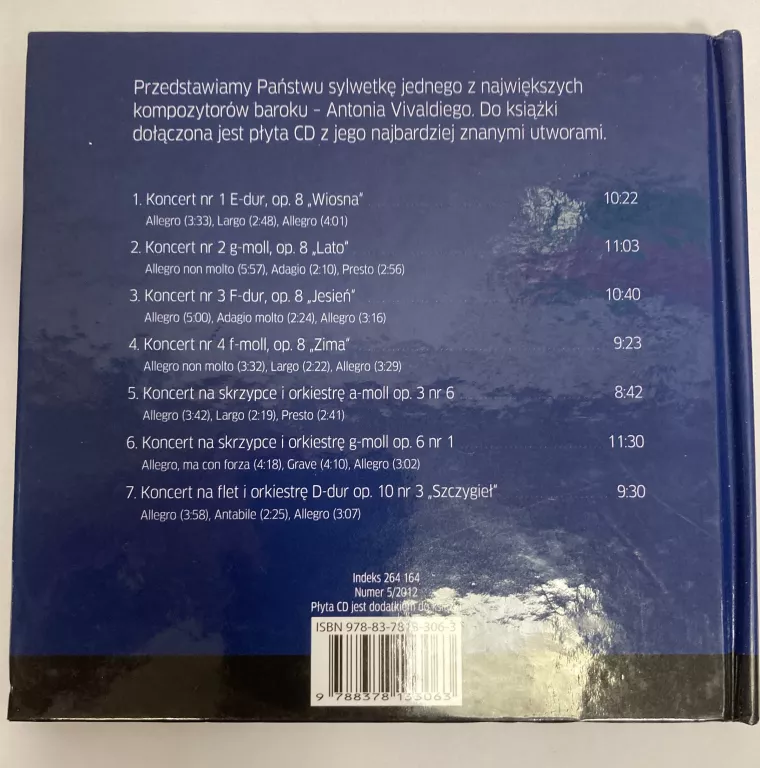 Przedstawiamy Państwu sylwetkę jednego z największych
kompozytorów baroku – Antonia Vivaldiego. Do książki
dołączona jest płyta CD z jego najbardziej znanymi utworami.
1. Koncert nr 1 E-dur, op. 8 „Wiosna” 10:22
Allegro (3:33), Largo (2:48), Allegro (4:01)
2. Koncert nr 2 g-moll, op. 8 „Lato” 11:03
Allegro non molto (5:57), Adagio (2:10), Presto (2:56)
3. Koncert nr 3 F-dur, op. 8 „Jesień” 10:40
Allegro (5:00), Adagio molto (2:24), Allegro (3:16)
4. Koncert nr 4 f-moll, op. 8 „Zima” 9:23
Allegro non molto (3:32), Largo (2:22), Allegro (3:29)
5. Koncert na skrzypce i orkiestrę a-moll op. 3 nr 6 8:42
Allegro (3:42), Largo (2:19), Presto (2:41)
6. Koncert na skrzypce i orkiestrę g-moll op. 6 nr 1 11:30
Allegro, ma con forza (4:18), Grave (4:10), Allegro (3:02)
7. Koncert na flet i orkiestrę D-dur op. 10 nr 3 „Szczygieł” 9:30
Allegro (3:58), Antabile (2:25), Allegro (3:07)
Indeks 264 164
Numer 5/2012
Płyta CD jest dodatkiem do
ISBN
9 788378